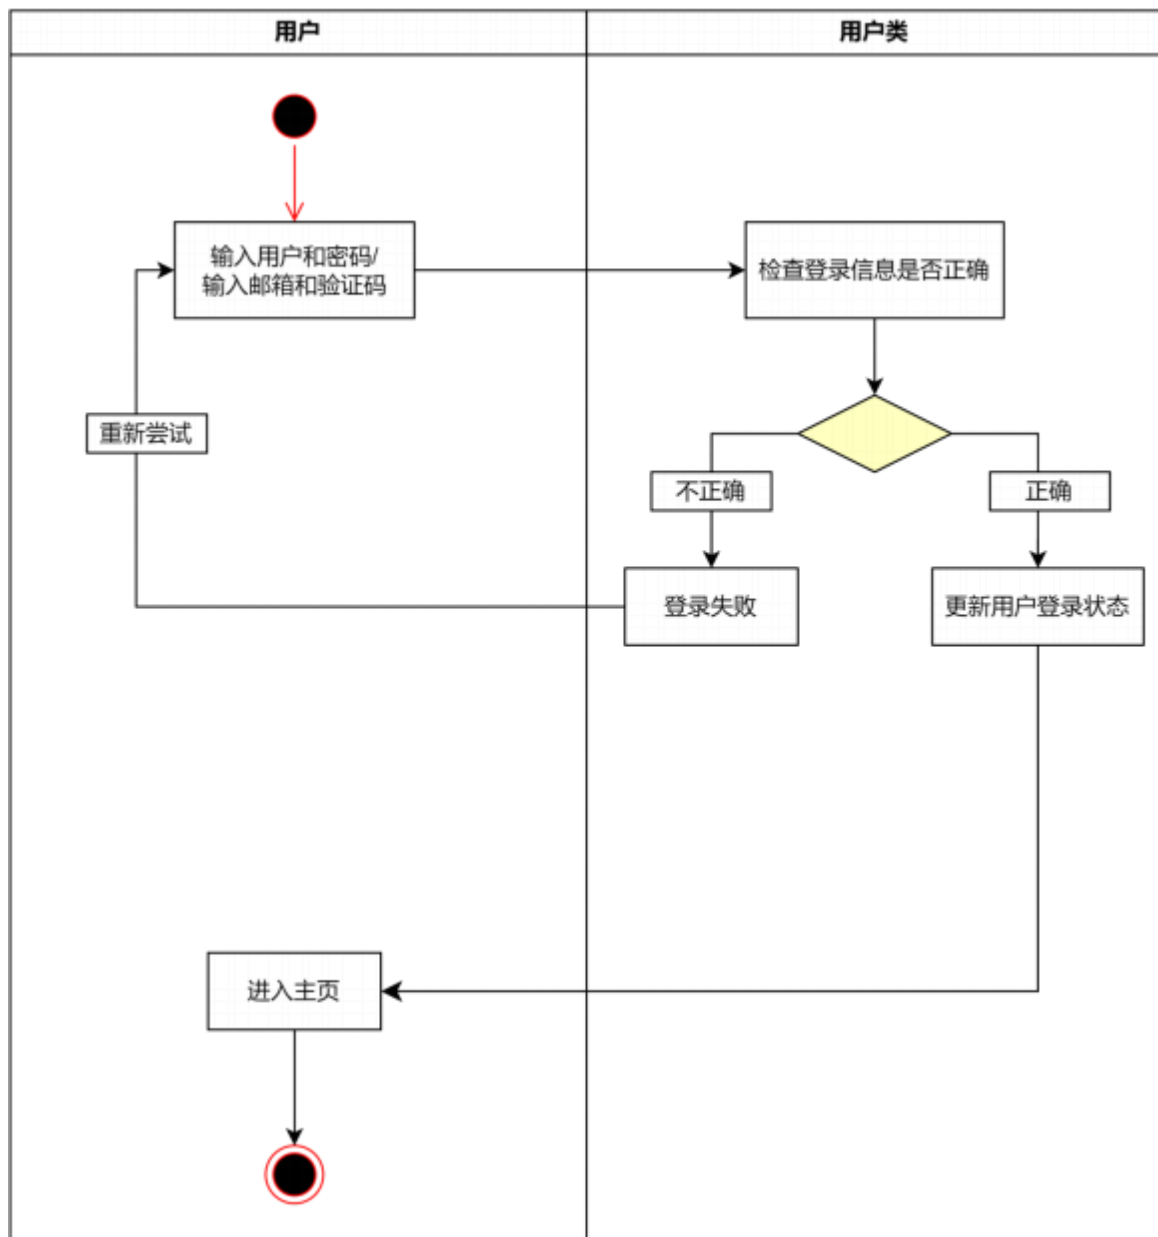 用户
用户类
输入用户和密码/
输入邮箱和验证码
检查登录信息是否正确
重新尝试
不正确
正确
登录失败
更新用户登录状态
进入主页